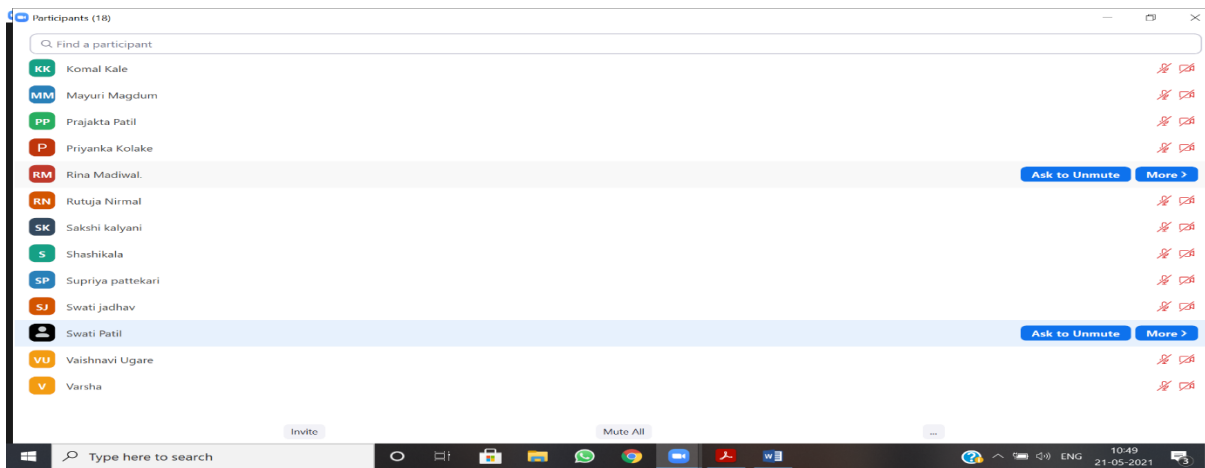 Participants (18)
Find a participant
KK Komal Kale
MM Mayuri Magdum
PP Prajakta Patil
P Priyanka Kolake
RM Rina Madiwal. Ask to Unmute More >
RN Rutuja Nirmal
SK Sakshi kalyani
S Shashikala
SP Supriya pattekari
SJ Swati jadhav
Swati Patil Ask to Unmute More >
VU Vaishnavi Ugare
V Varsha
Invite Mute All ...
Type here to search ENG 10:49
21-05-2021 3